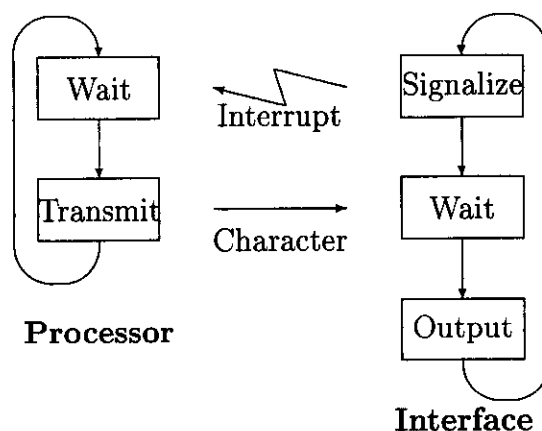 Wait
Signalize
Interrupt
Transmit
Wait
Character
Output
Processor
Interface